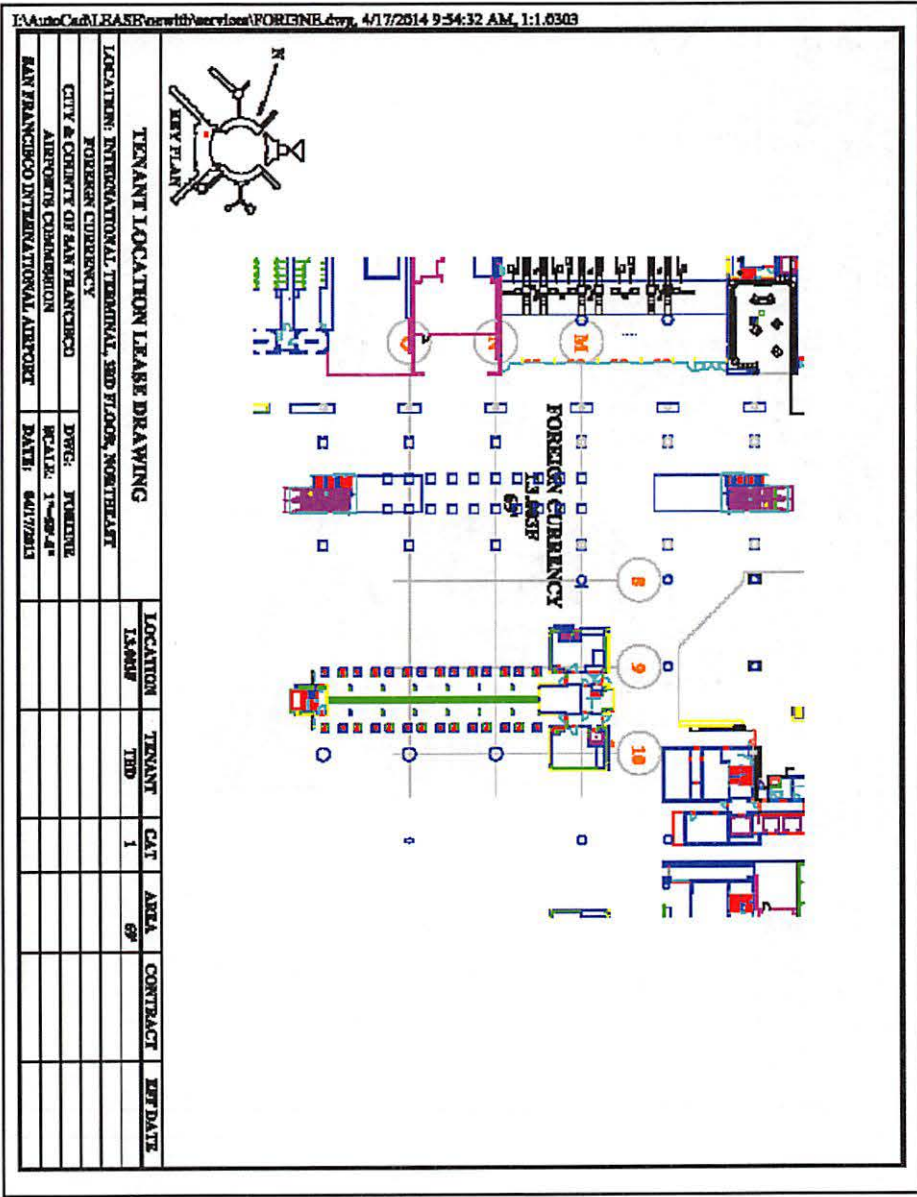 I:\AutoCad\LEASE\newith\services\FORI3NE.dwg, 4/17/2014 9:54:32 AM, 1:1.0303
N
KEY PLAN
O
N
M
8
9
10
FOREIGN CURRENCY
69'
TENANT LOCATION LEASE DRAWING
LOCATION: INTERNATIONAL TERMINAL, 3RD FLOOR, NORTHEAST
FOREIGN CURRENCY
CITY & COUNTY OF SAN FRANCISCO
AIRPORTS COMMISSION
SAN FRANCISCO INTERNATIONAL AIRPORT
DWG: FORI3NE
SCALE:
DATE: 04/17/2013
LOCATION TENANT CAT AREA CONTRACT EFF DATE
TBD 1 69'